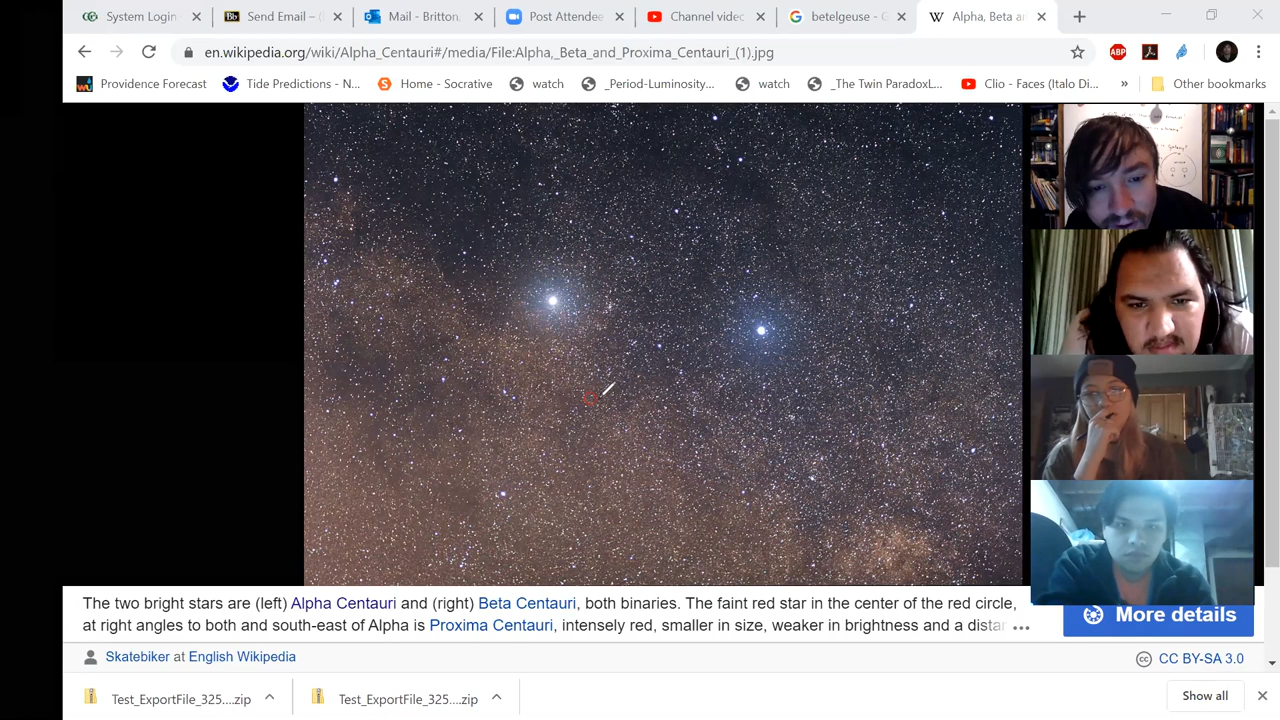 System Login
Send Email – (
Mail - Britton,
Post Attendee
Channel video
betelgeuse - G
Alpha, Beta an
en.wikipedia.org/wiki/Alpha_Centauri#/media/File:Alpha,_Beta_and_Proxima_Centauri_(1).jpg
ABP
Providence Forecast
Tide Predictions - N...
Home - Socrative
watch
_Period-Luminosity...
watch
_The Twin ParadoxL...
Clio - Faces (Italo Di...
»
Other bookmarks
The two bright stars are (left) Alpha Centauri and (right) Beta Centauri, both binaries. The faint red star in the center of the red circle,
at right angles to both and south-east of Alpha is Proxima Centauri, intensely red, smaller in size, weaker in brightness and a distar
...
More details
Skatebiker at English Wikipedia
CC BY-SA 3.0
Test_ExportFile_325....zip
Test_ExportFile_325....zip
Show all